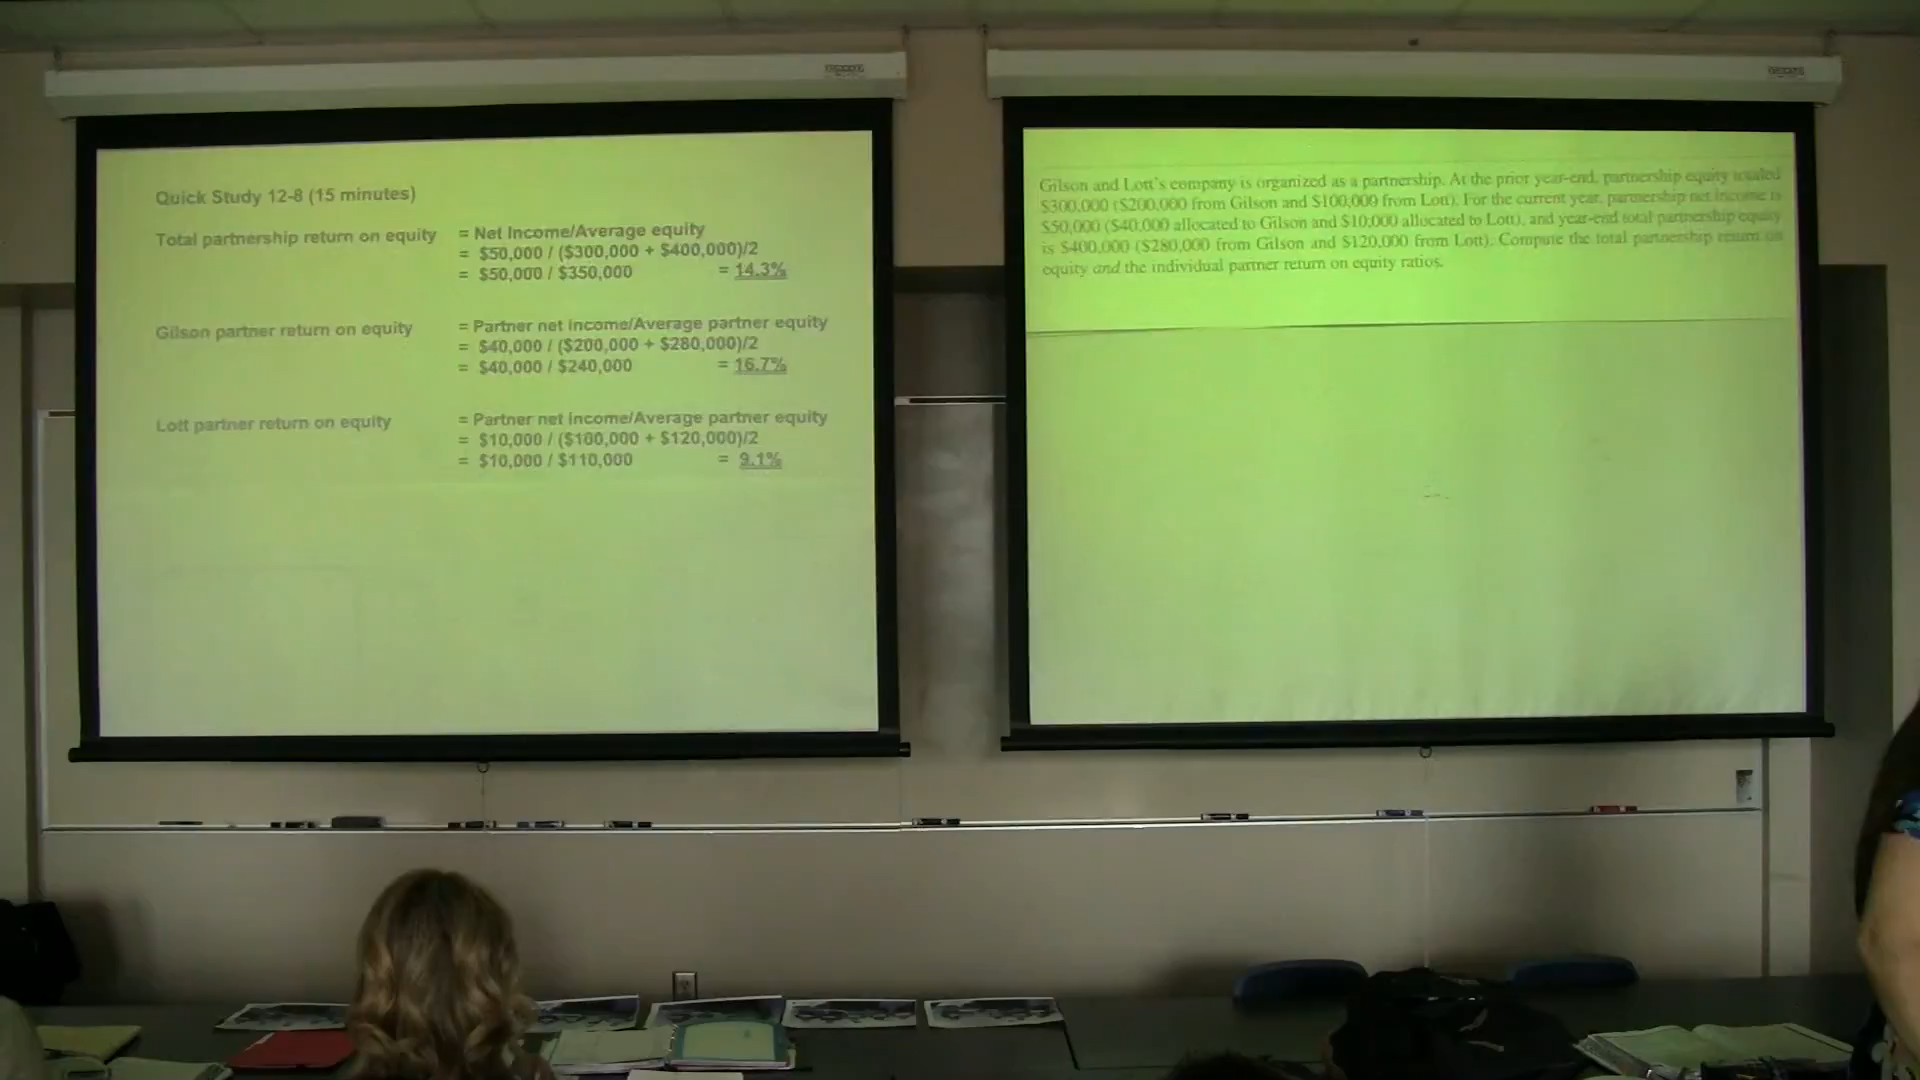 Quick Study 12-8 (15 minutes)
Total partnership return on equity = Net Income/Average equity
= $50,000 / ($300,000 + $400,000)/2
= $50,000 / $350,000 = 14.3%
Gilson partner return on equity = Partner net income/Average partner equity
= $40,000 / ($200,000 + $280,000)/2
= $40,000 / $240,000 = 16.7%
Lott partner return on equity = Partner net income/Average partner equity
= $10,000 / ($100,000 + $120,000)/2
= $10,000 / $110,000 = 9.1%
Gilson and Lott's company is organized as a partnership. At the prior year-end, partnership equity totaled
$300,000 ($200,000 from Gilson and $100,000 from Lott). For the current year, partnership net income is
$50,000 ($40,000 allocated to Gilson and $10,000 allocated to Lott), and year-end total partnership equity
is $400,000 ($280,000 from Gilson and $120,000 from Lott). Compute the total partnership return on
equity and the individual partner return on equity ratios.